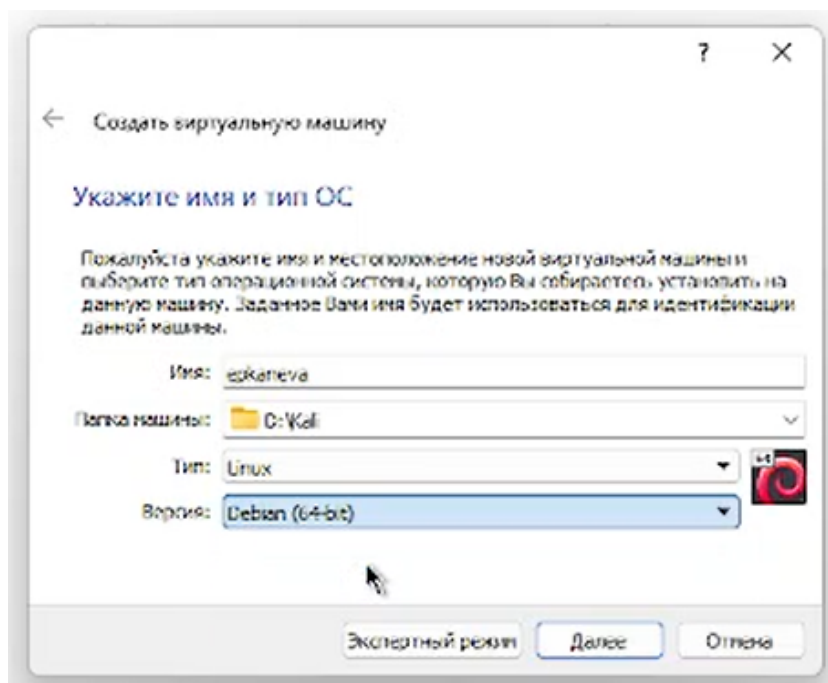 ?
Создать виртуальную машину
Укажите имя и тип ОС
Пожалуйста укажите имя и местоположение новой виртуальной машины и
выберите тип операционной системы, которую Вы собираетесь установить на
данную машину. Заданное Вами имя будет использоваться для идентификации
данной машины.
Имя: epkaneva
Папка машины: C:\Kali
Тип: Linux
64
Версия: Debian (64-bit)
Экспертный режим Далее Отмена